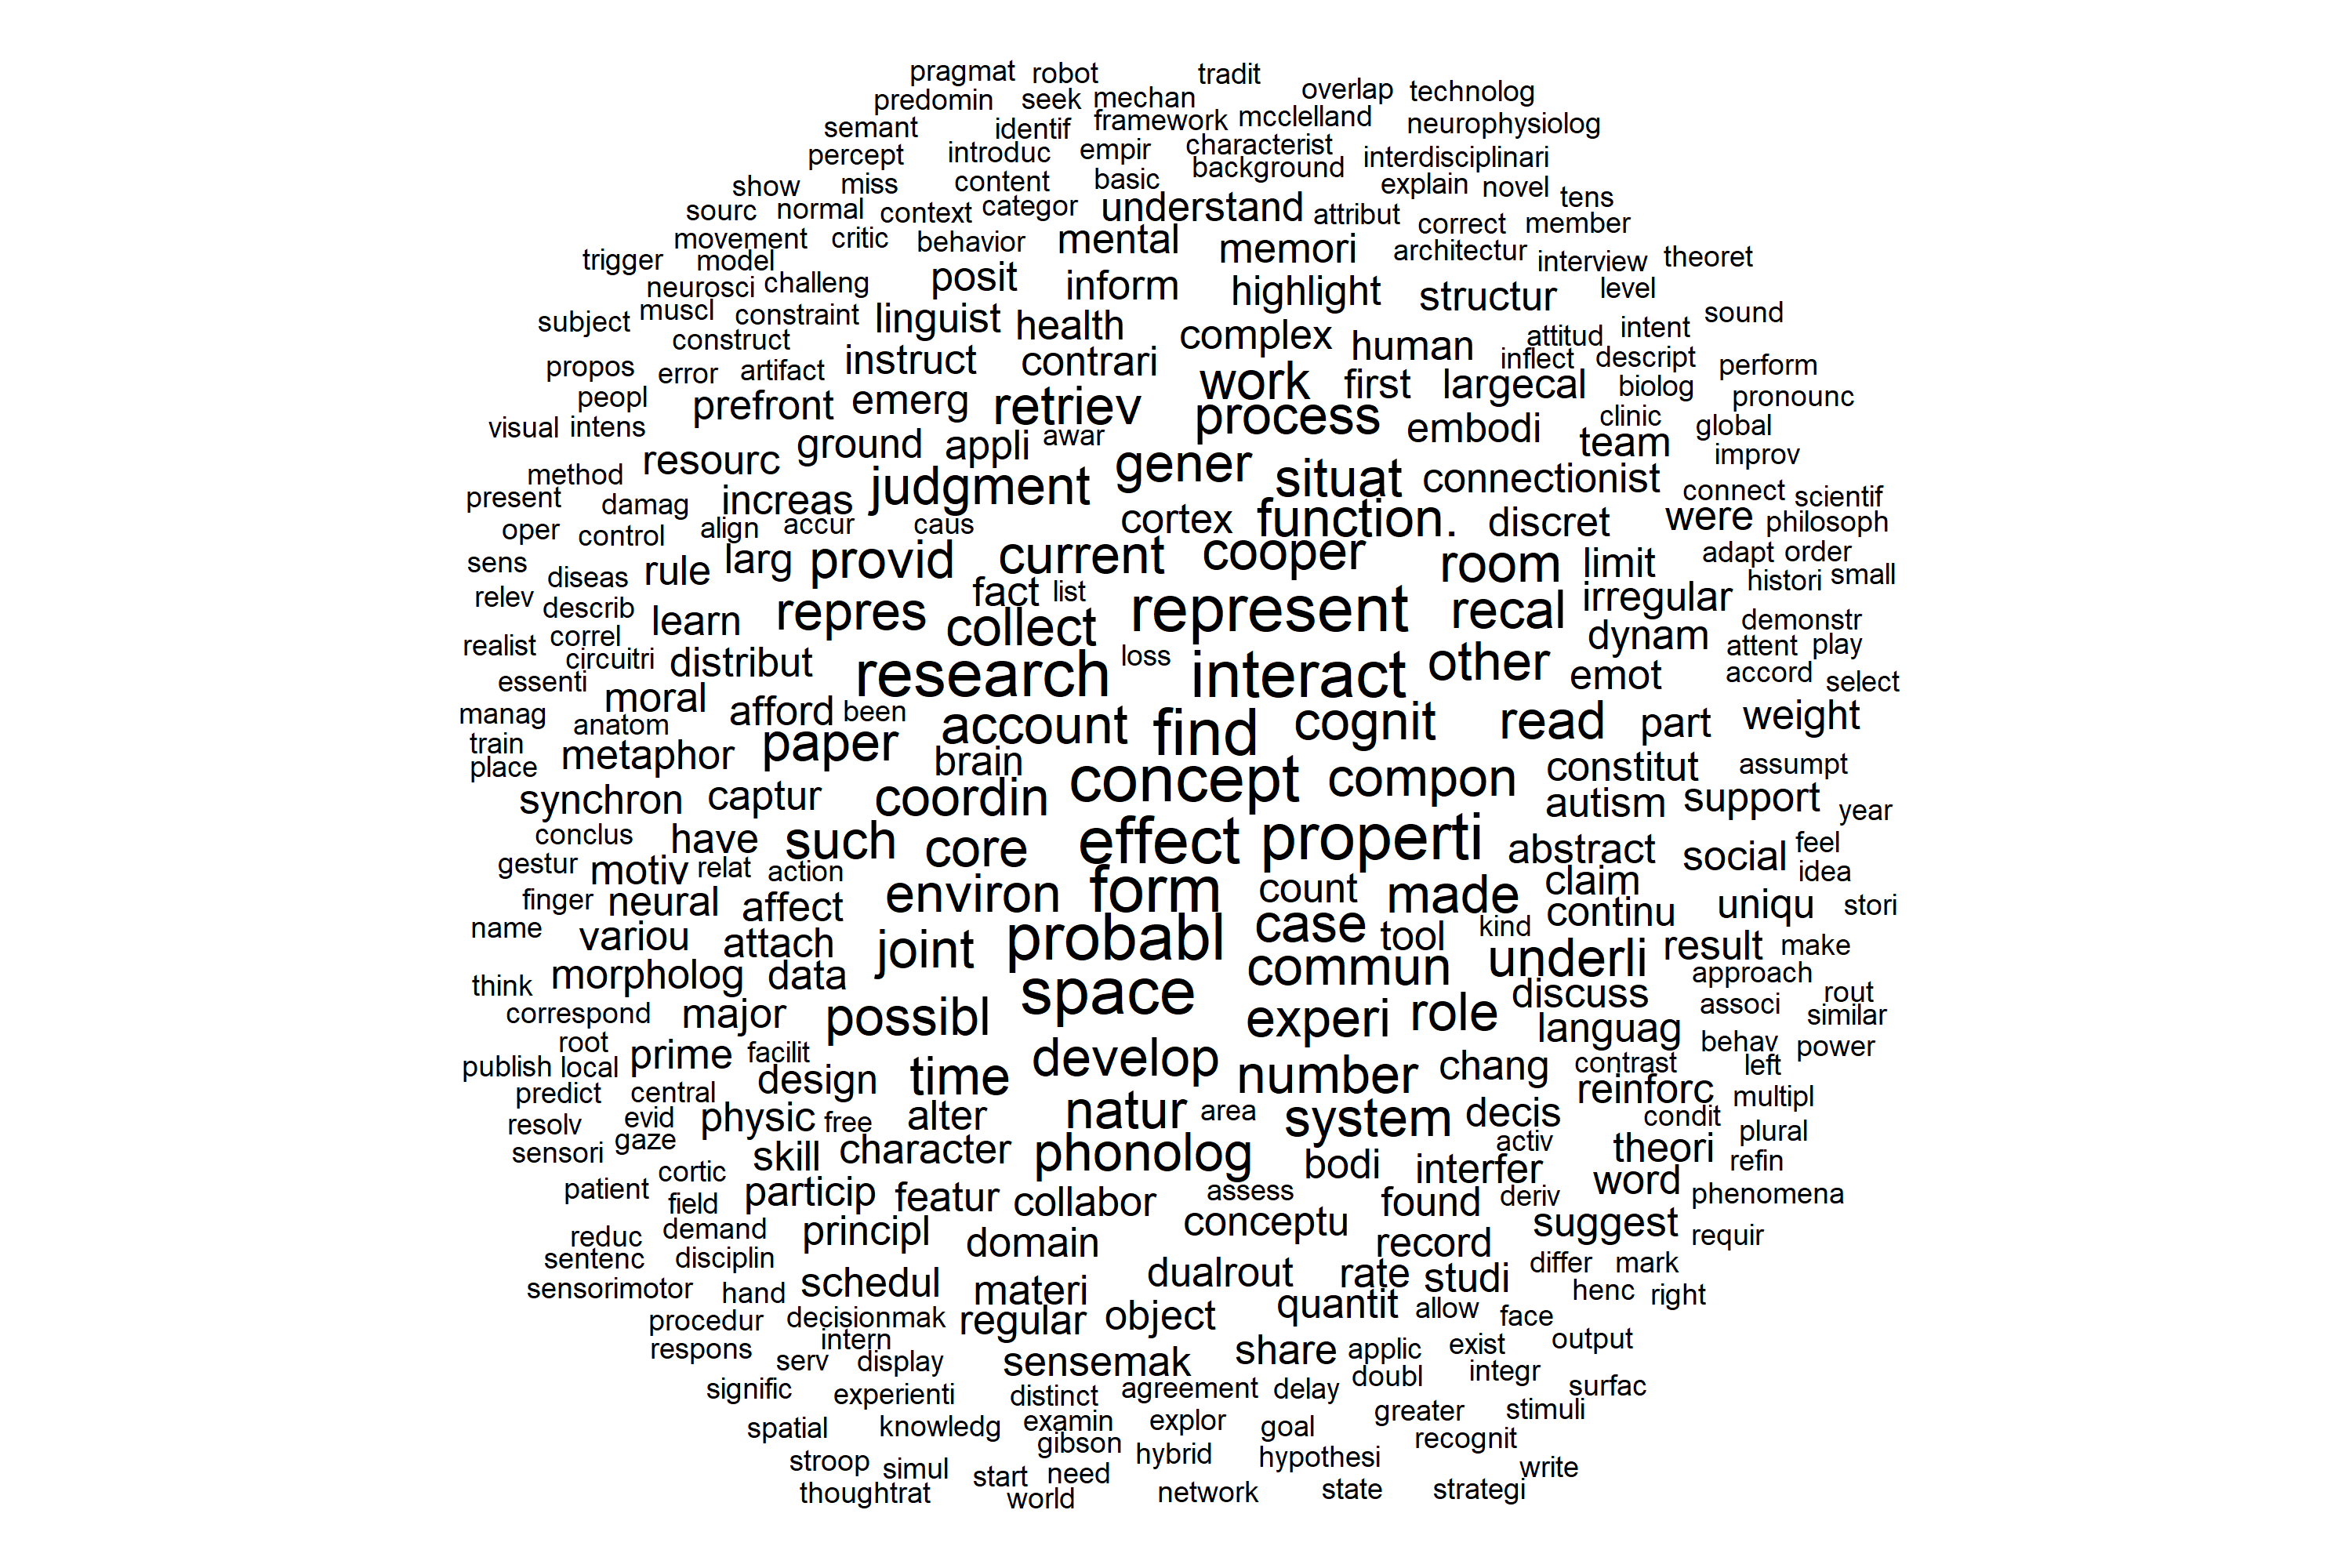 pragmat robot tradit
overlap technolog
predomin seek mechan
semant identif framework mcclelland neurophysiolog
percept introduc empir characterist interdisciplinari
show miss content basic background explain novel tens
sourc normal context categor understand attribut correct member
movement critic behavior mental memori architectur interview theoret
trigger model
neurosci challeng posit inform highlight structur level
subject muscl constraint linguist health complex human attitud intent sound
construct
propos error artifact instruct contrari work first largecal inflect descript perform
peopl prefront emerg retriev process embodi biolog pronounc
visual intens ground appli awar clinic team global
method resourc judgment gener situat connectionist improv
present damag increas connect scientif
oper control align accur caus cortex function. discret were philosoph
sens diseas rule larg provid current cooper room limit adapt order
relev describ learn repres fact list represent recal irregular histori small
realist correl collect dynam demonstr attent play
circuitri distribut research loss interact other emot accord select
essenti moral afford been account find cognit read part weight
manag anatom
train metaphor paper brain
place concept compon constitut assumpt
synchron captur coordin autism support year
conclus have such core effect properti abstract social feel
gestur motiv relat action idea
finger neural affect environ form count made claim continu uniqu stori
name variou attach joint probabl case tool kind underli result make
think morpholog data space commun approach
correspond major possibl experi role discuss associ rout similar
root prime facilit develop languag behav power
publish local design time number chang contrast left
predict central reinforc multipl
resolv evid physic free alter natur area system decis condit plural
sensori gaze skill character phonolog bodi interfer activ theori refin
patient cortic particip featur collabor assess found deriv word phenomena
field
reduc demand principl domain conceptu record suggest requir
sentenc disciplin differ mark
sensorimotor hand schedul materi dualrout rate studi henc right
procedur decisionmak regular object quantit allow face
respons intern serv display sensemak share applic exist output
signific experienti distinct agreement delay doubl integr surfac
spatial knowledg examin explor goal greater stimuli
gibson hybrid hypothesi recognit
stroop simul start need write
thoughtrat world network state strategi